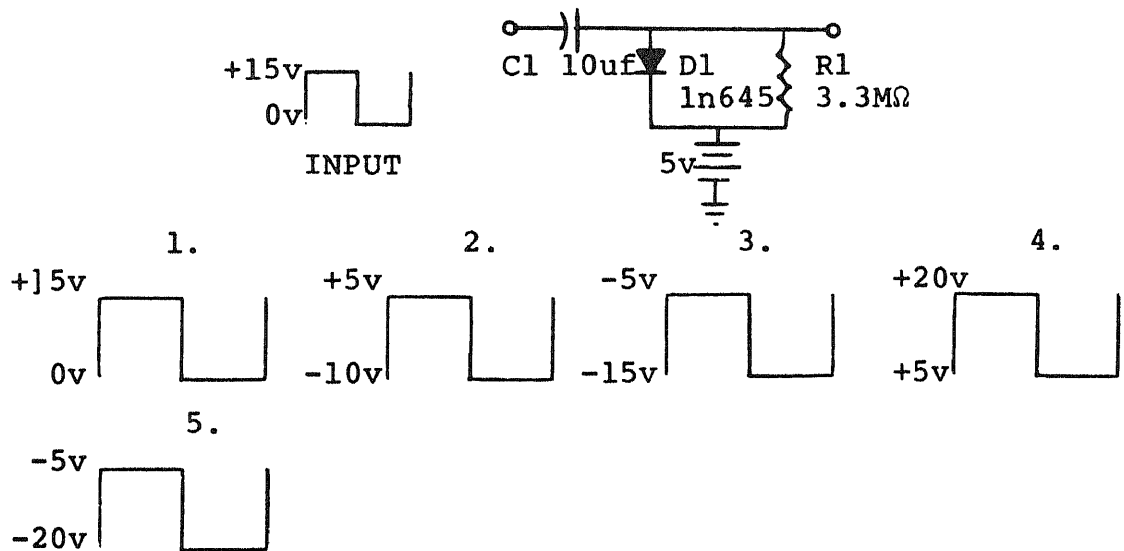 C1 10uf D1 R1
1n645 3.3MΩ
5v
+15v
0v
INPUT
1. 2. 3. 4.
+15v +5v -5v +20v
0v -10v -15v +5v
5.
-5v
-20v